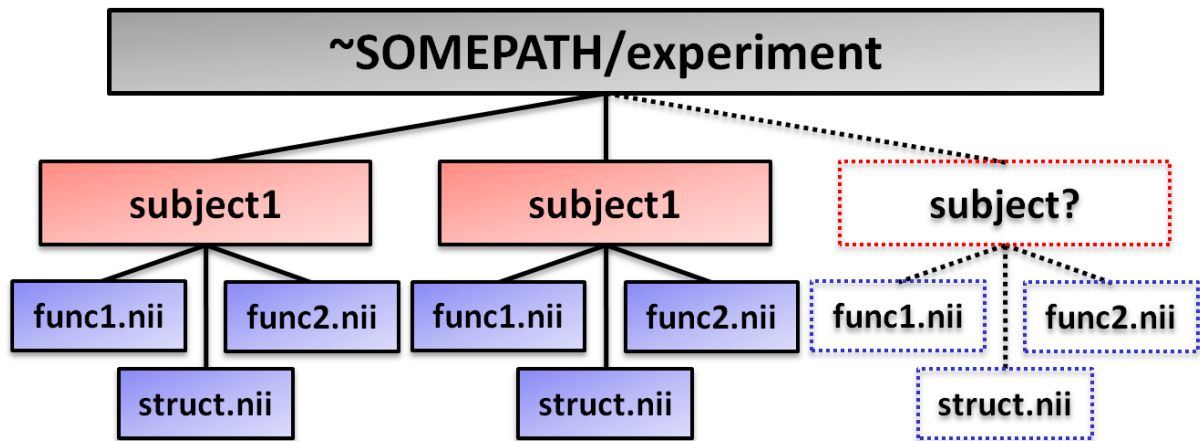 ~SOMEPATH/experiment
subject1
subject1
subject?
func1.nii
func2.nii
func1.nii
func2.nii
func1.nii
func2.nii
struct.nii
struct.nii
struct.nii